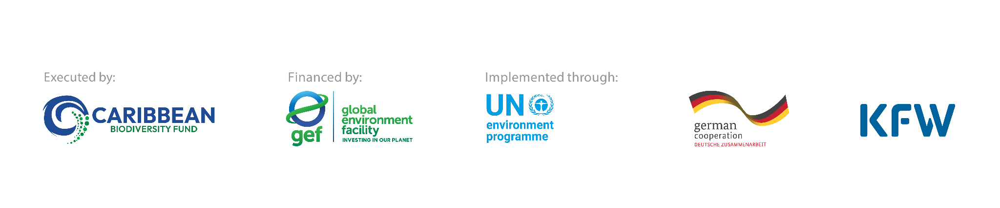 Executed by:
CARIBBEAN
BIODIVERSITY FUND
Financed by:
gef
global
environment
facility
INVESTING IN OUR PLANET
Implemented through:
UN
environment
programme
german
cooperation
DEUTSCHE ZUSAMMENARBEIT
KFW